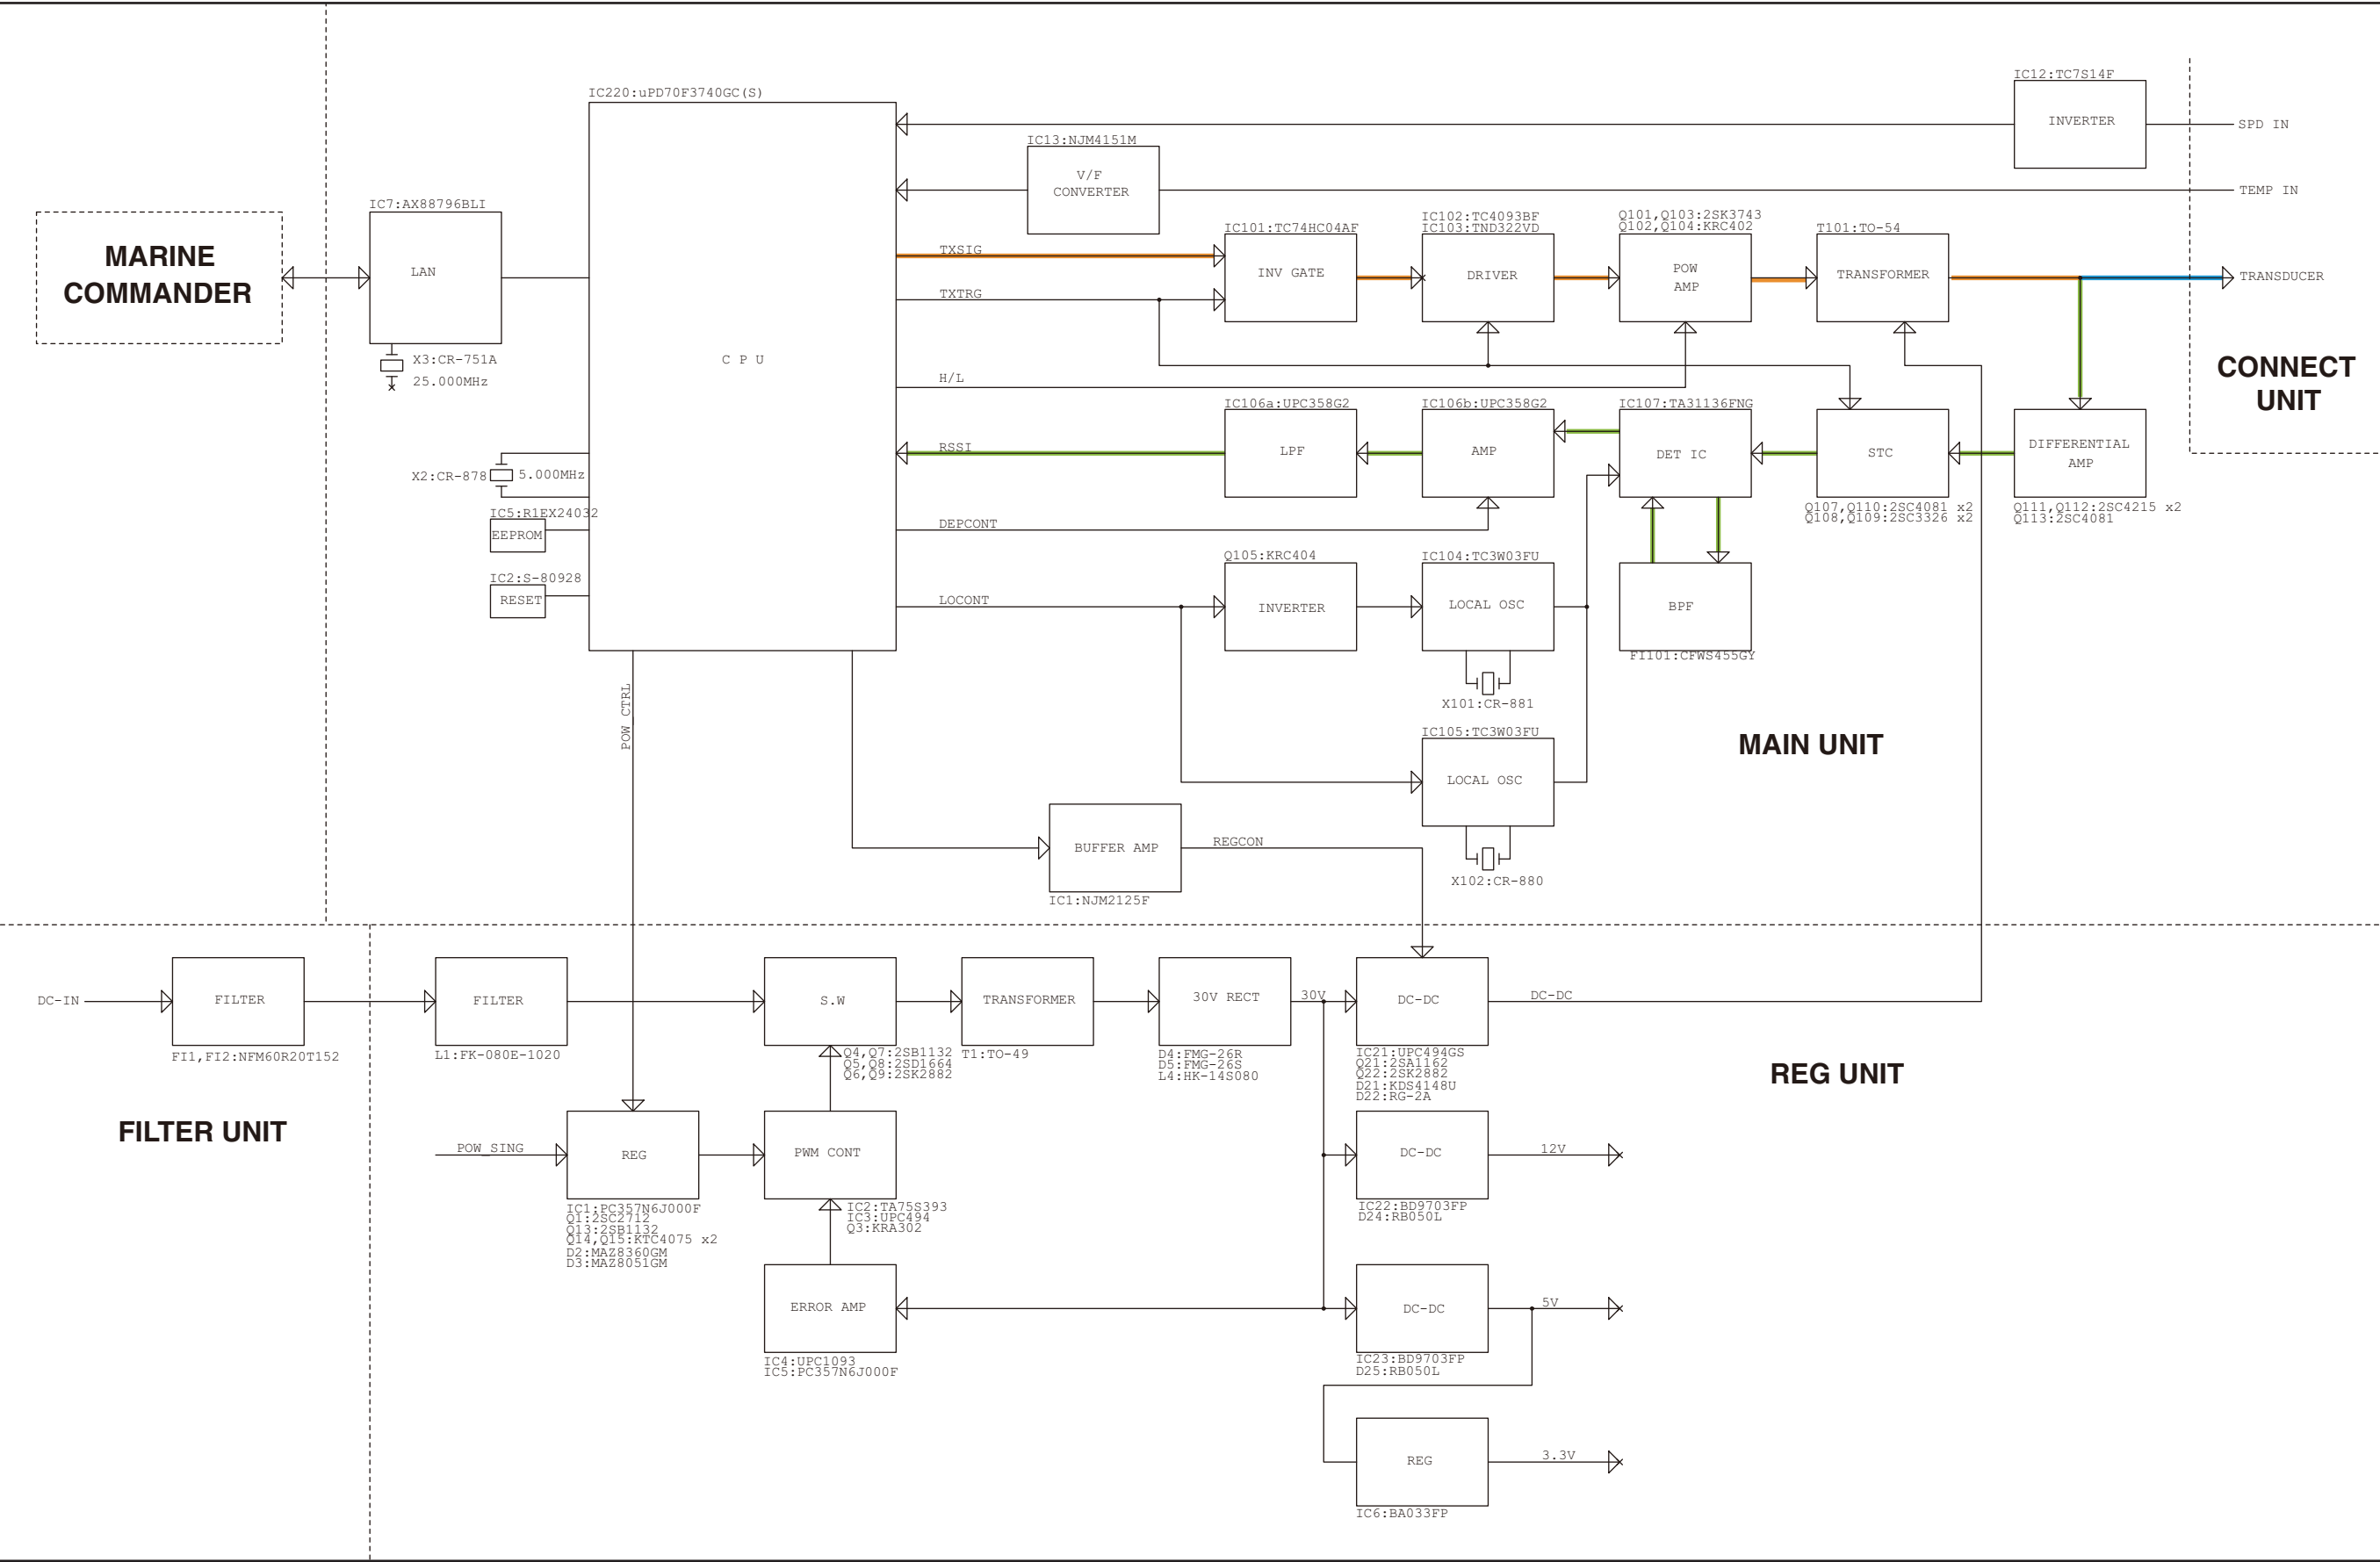 IC12:TC7S14F
INVERTER
SPD IN
IC220:uPD70F3740GC(S)
C P U
IC13:NJM4151M
V/F
CONVERTER
TEMP IN
MARINE
COMMANDER
IC7:AX88796BLI
LAN
X3:CR-751A
25.000MHz
TXSIG
TXTRG
IC101:TC74HC04AF
INV GATE
IC102:TC4093BF
IC103:TND322VD
DRIVER
Q101,Q103:2SK3743
Q102,Q104:KRC402
POW
AMP
T101:TO-54
TRANSFORMER
TRANSDUCER
CONNECT
UNIT
H/L
RSSI
IC106a:UPC358G2
LPF
IC106b:UPC358G2
AMP
IC107:TA31136FNG
DET IC
STC
Q107,Q110:2SC4081 x2
Q108,Q109:2SC3326 x2
DIFFERENTIAL
AMP
Q111,Q112:2SC4215 x2
Q113:2SC4081
X2:CR-878
5.000MHz
IC5:R1EX24032
EEPROM
IC2:S-80928
RESET
DEPCONT
LOCONT
Q105:KRC404
INVERTER
IC104:TC3W03FU
LOCAL OSC
X101:CR-881
BPF
FI101:CFWS455GY
IC105:TC3W03FU
LOCAL OSC
X102:CR-880
MAIN UNIT
POW_CTRL
BUFFER AMP
IC1:NJM2125F
REGCON
DC-IN
FILTER
FI1,FI2:NFM60R20T152
FILTER UNIT
FILTER
L1:FK-080E-1020
S.W
Q4,Q7:2SB1132
Q5,Q8:2SD1664
Q6,Q9:2SK2882
TRANSFORMER
T1:TO-49
30V RECT
D4:FMG-26R
D5:FMG-26S
L4:HK-14S080
30V
DC-DC
IC21:UPC494GS
Q21:2SA1162
Q22:2SK2882
D21:KDS4148U
D22:RG-2A
DC-DC
REG UNIT
POW_SING
REG
IC1:PC357N6J000F
Q1:2SC2712
Q13:2SB1132
Q14,Q15:KTC4075 x2
D2:MAZ8360GM
D3:MAZ8051GM
PWM CONT
IC2:TA75S393
IC3:UPC494
Q3:KRA302
DC-DC
IC22:BD9703FP
D24:RB050L
12V
ERROR AMP
IC4:UPC1093
IC5:PC357N6J000F
DC-DC
IC23:BD9703FP
D25:RB050L
5V
REG
IC6:BA033FP
3.3V